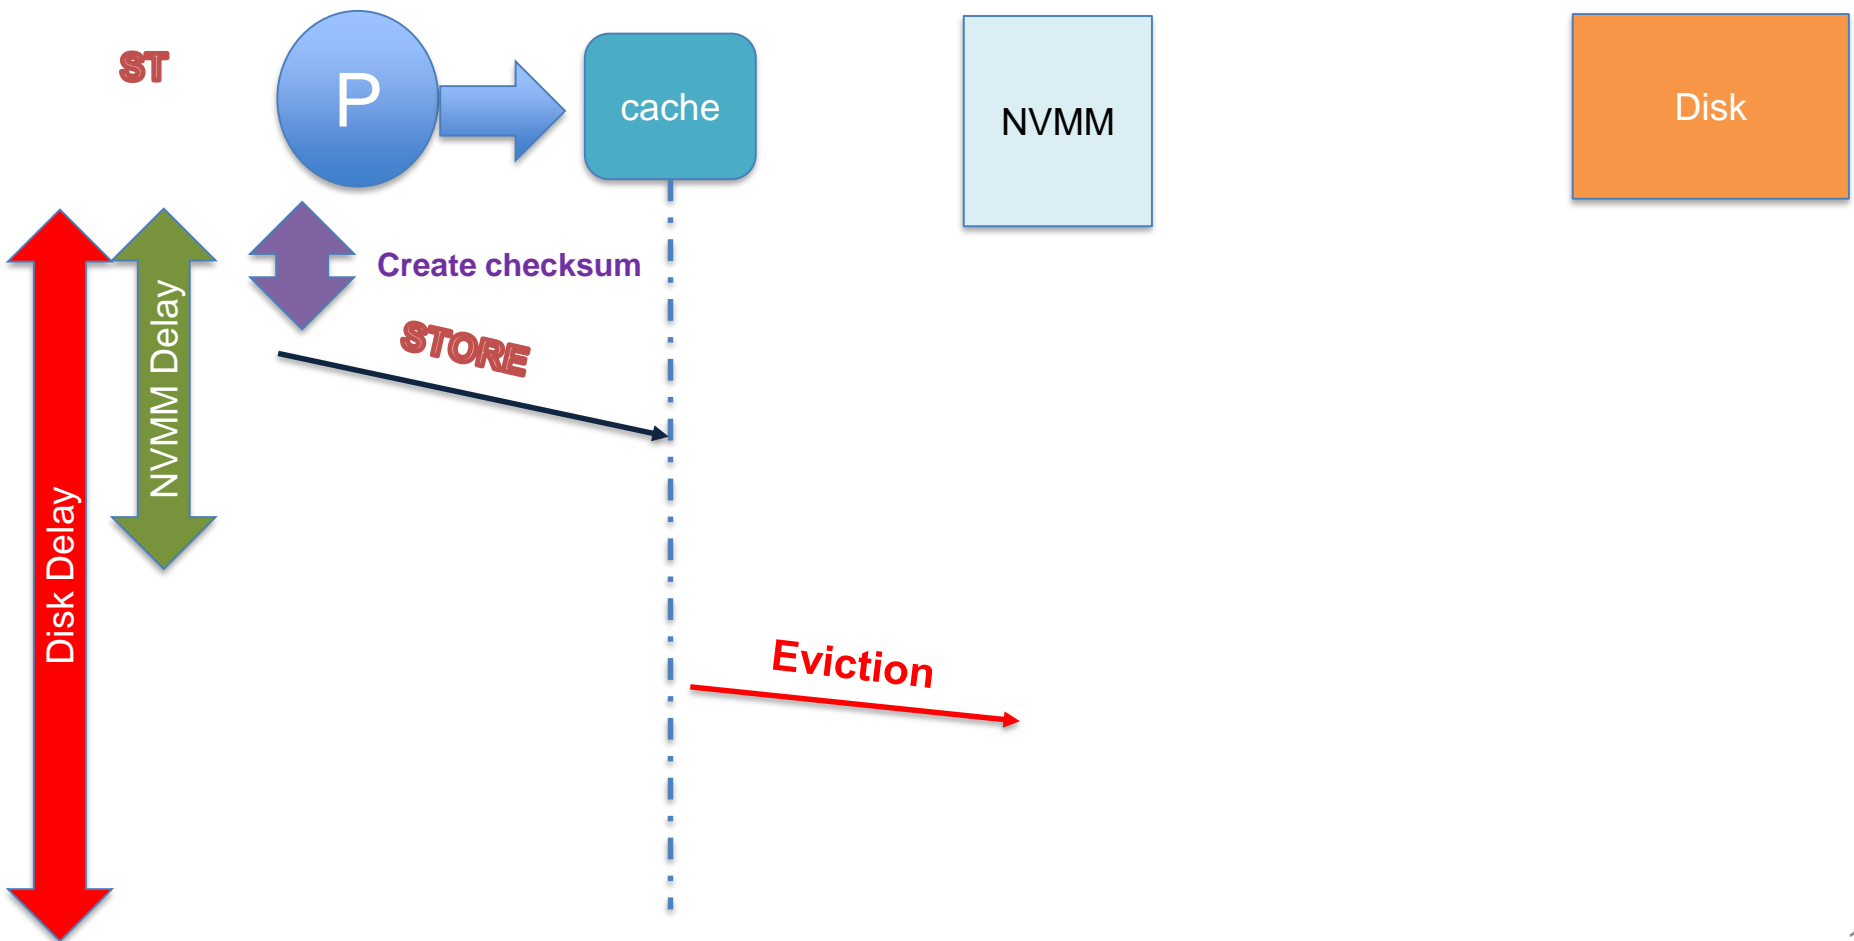 ST
P
cache
NVMM
Disk
Create checksum
STORE
NVMM Delay
Disk Delay
Eviction